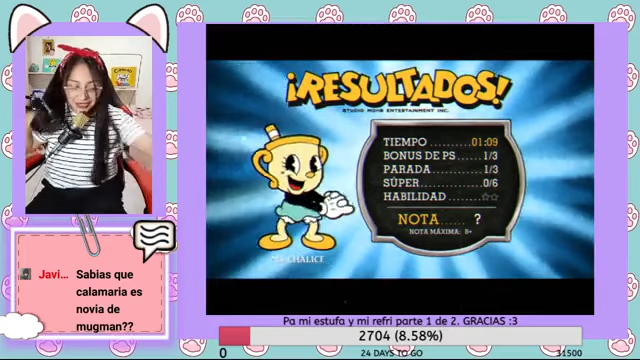 ¡RESULTADOS!
STUDIO MDHR ENTERTAINMENT INC.
TIEMPO ......... 01:09
BONUS DE PS ..... 1/3
PARADA ......... 1/3
SÚPER ......... 0/6
HABILIDAD ..... ☆☆
NOTA ..... ?
NOTA MÁXIMA: B+
MS. CHALICE
Javi... Sabias que
calamaria es
novia de
mugman??
Pa mi estufa y mi refri parte 1 de 2. GRACIAS :3
2704 (8.58%)
0 24 DAYS TO GO 31500